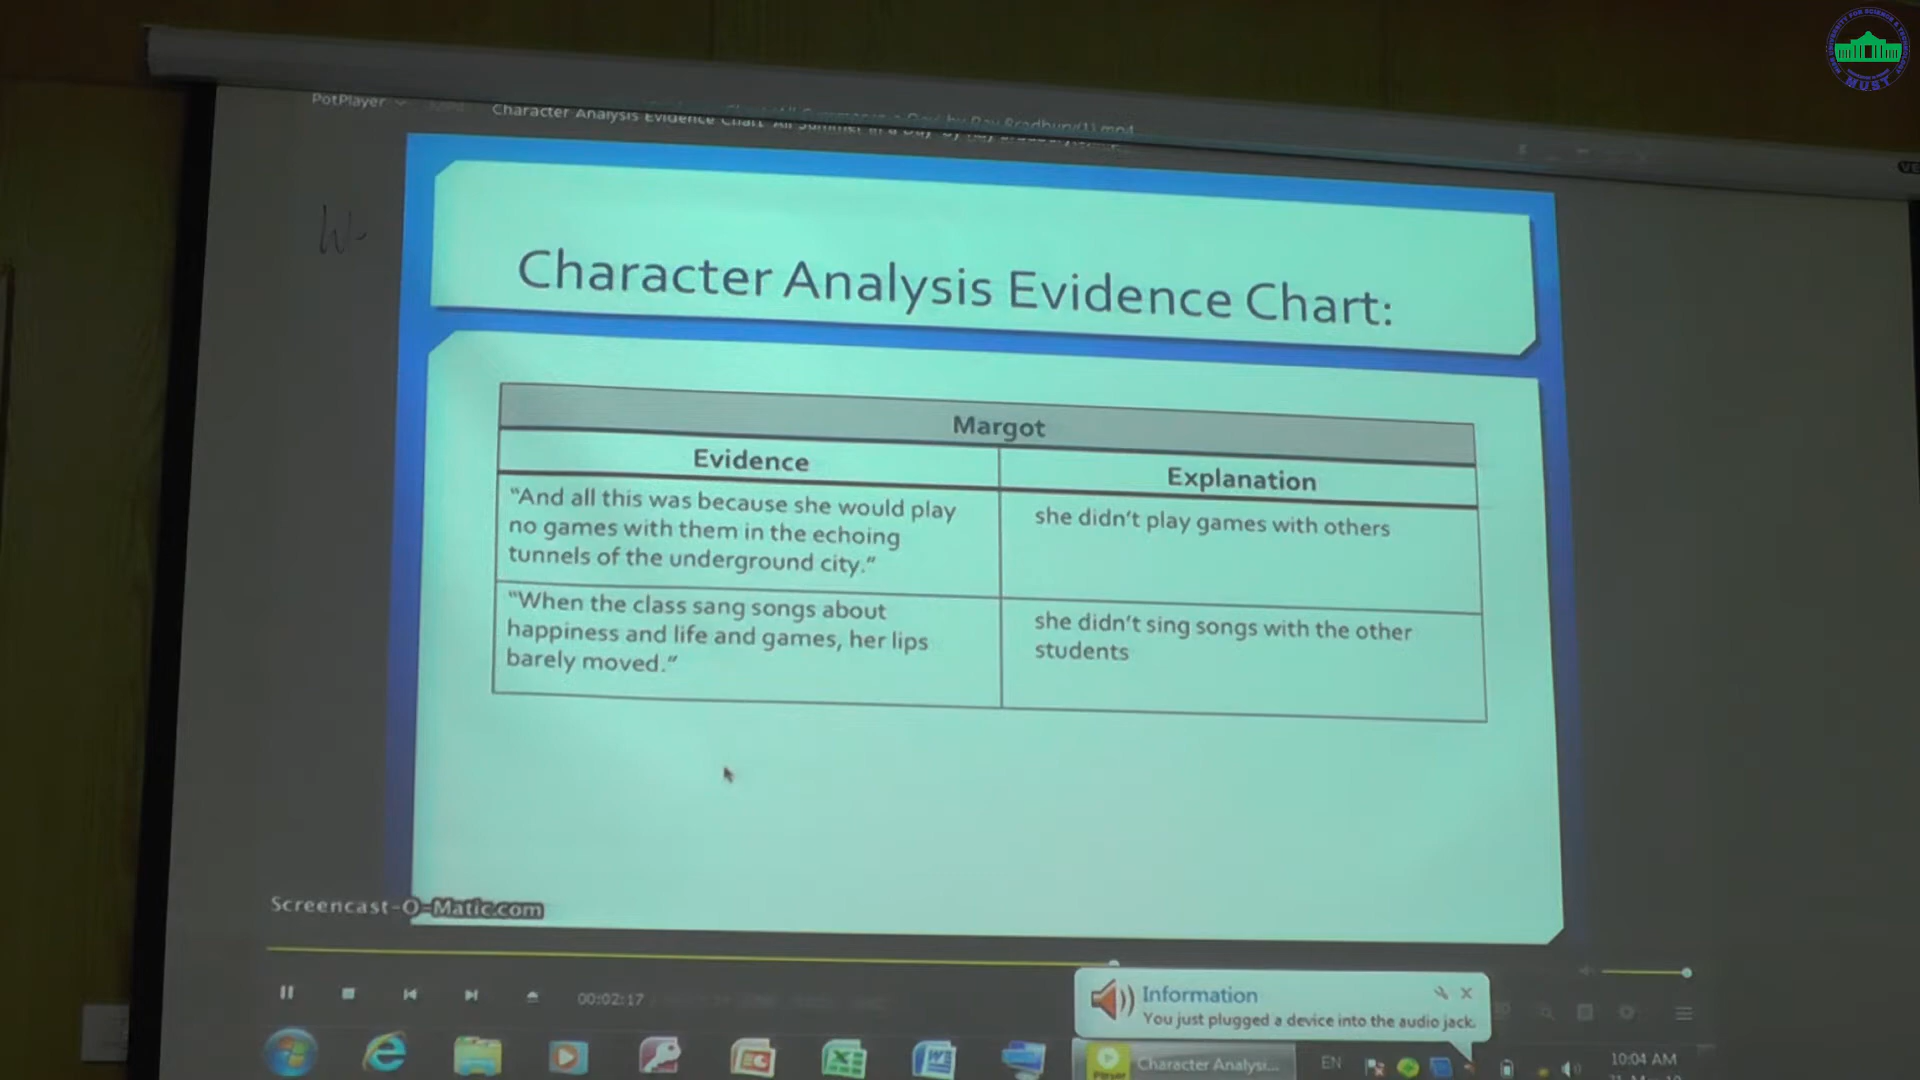 PotPlayer
Character Analysis Evidence Chart
MUST
Character Analysis Evidence Chart:
Margot
Evidence
Explanation
"And all this was because she would play
no games with them in the echoing
tunnels of the underground city."
she didn't play games with others
"When the class sang songs about
happiness and life and games, her lips
barely moved."
she didn't sing songs with the other
students
Screencast-O-Matic.com
00:02:17
Information
You just plugged a device into the audio jack.
Character Analysi...
EN
10:04 AM